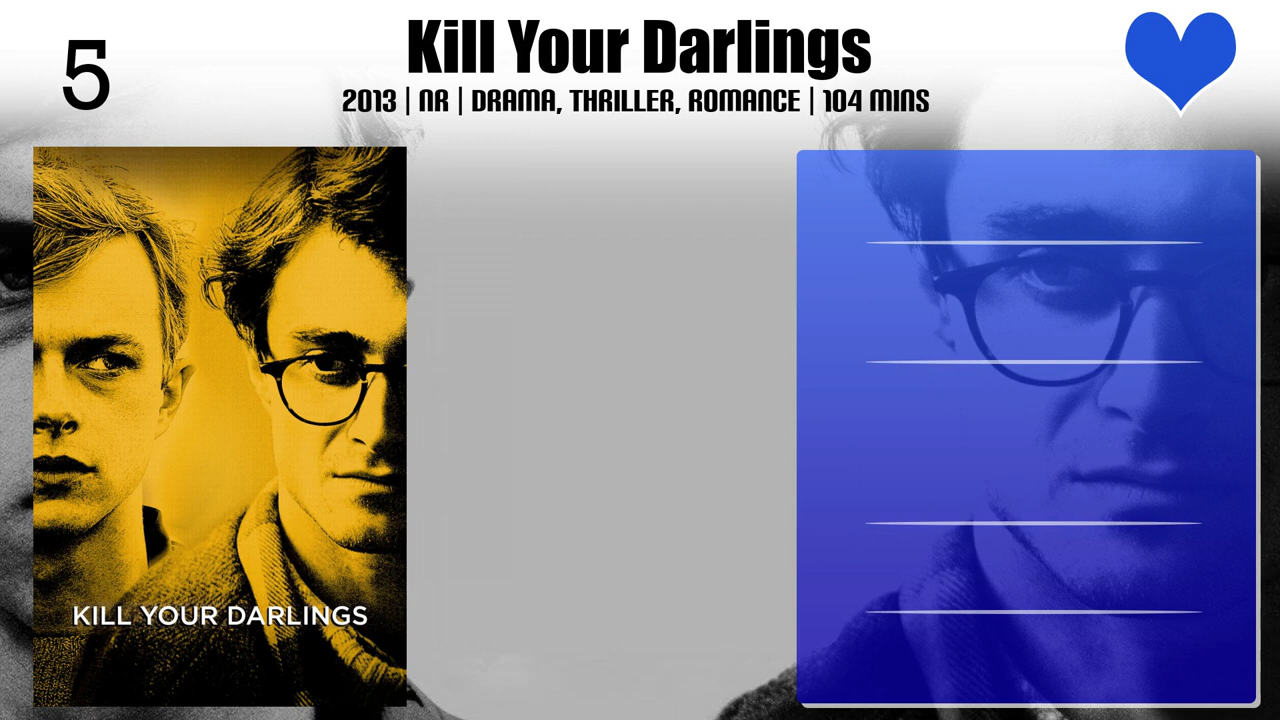 5
Kill Your Darlings
2013 | NR | DRAMA, THRILLER, ROMANCE | 104 MINS
KILL YOUR DARLINGS